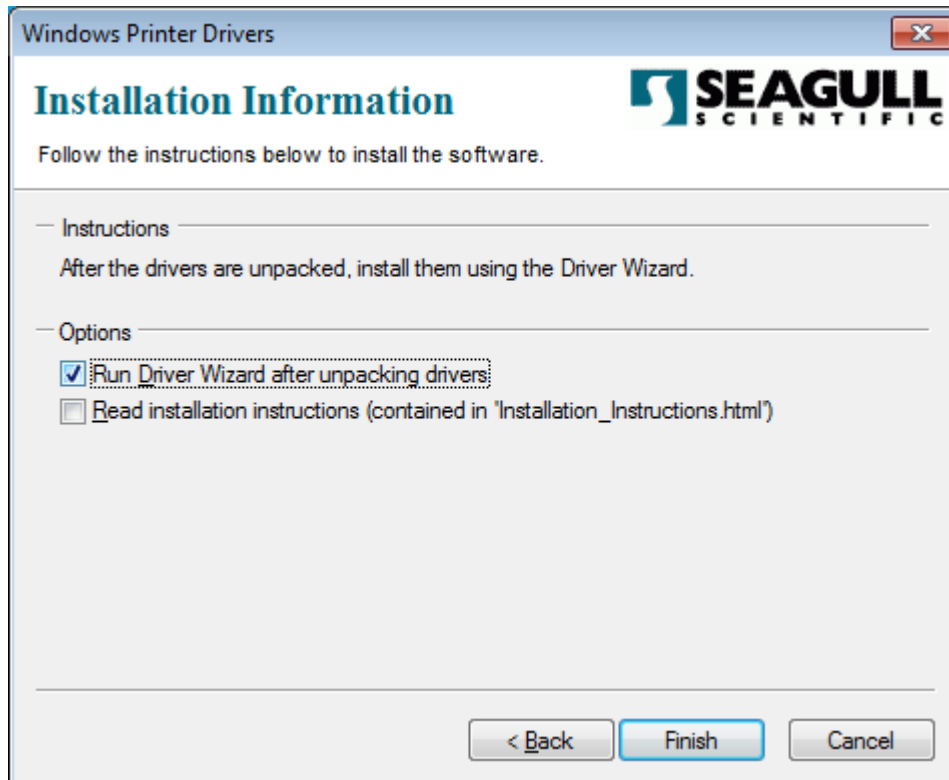 Windows Printer Drivers
Installation Information
SEAGULL
SCIENTIFIC
Follow the instructions below to install the software.
Instructions
After the drivers are unpacked, install them using the Driver Wizard.
Options
Run Driver Wizard after unpacking drivers
Read installation instructions (contained in "Installation_Instructions.html")
< Back Finish Cancel